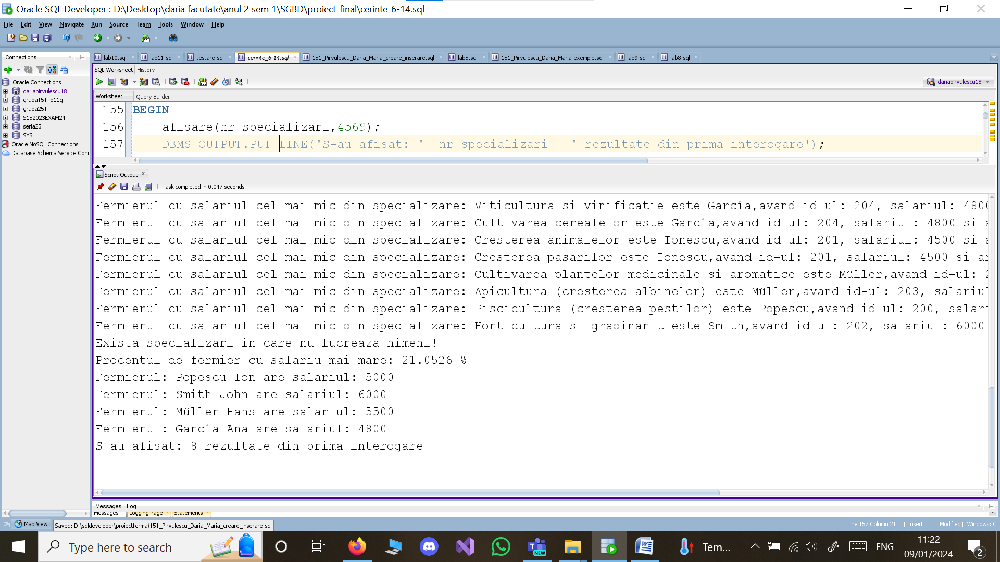 Oracle SQL Developer : D:\Desktop\daria facutate\anul 2 sem 1\SGBD\proiect_final\cerinte_6-14.sql
File Edit View Navigate Run Source Team Tools Window Help
Connections
lab10.sql lab11.sql testare.sql cerinte_6-14.sql 151_Pirvulescu_Daria_Maria_creare_inserare.sql lab5.sql 151_Pirvulescu_Daria_Maria-exemple.sql lab9.sql lab8.sql
SQL Worksheet History
dariapirvulescu18
Oracle Connections
dariapirvulescu18
grupa151_o11g
grupa251
S152023EXAM24
seria25
SYS
Oracle NoSQL Connections
Database Schema Service Conr
Worksheet Query Builder
155 BEGIN
156 afisare(nr_specializari,4569);
157 DBMS_OUTPUT.PUT_LINE('S-au afisat: '||nr_specializari|| ' rezultate din prima interogare');
Script Output
Task completed in 0.047 seconds
Fermierul cu salariul cel mai mic din specializare: Viticultura si vinificatie este García,avand id-ul: 204, salariul: 4800
Fermierul cu salariul cel mai mic din specializare: Cultivarea cerealelor este García,avand id-ul: 204, salariul: 4800 si a
Fermierul cu salariul cel mai mic din specializare: Cresterea animalelor este Ionescu,avand id-ul: 201, salariul: 4500 si a
Fermierul cu salariul cel mai mic din specializare: Cresterea pasarilor este Ionescu,avand id-ul: 201, salariul: 4500 si ar
Fermierul cu salariul cel mai mic din specializare: Cultivarea plantelor medicinale si aromatice este Müller,avand id-ul: 2
Fermierul cu salariul cel mai mic din specializare: Apicultura (cresterea albinelor) este Müller,avand id-ul: 203, salariul
Fermierul cu salariul cel mai mic din specializare: Piscicultura (cresterea pestilor) este Popescu,avand id-ul: 200, salari
Fermierul cu salariul cel mai mic din specializare: Horticultura si gradinarit este Smith,avand id-ul: 202, salariul: 6000
Exista specializari in care nu lucreaza nimeni!
Procentul de fermier cu salariu mai mare: 21.0526 %
Fermierul: Popescu Ion are salariul: 5000
Fermierul: Smith John are salariul: 6000
Fermierul: Müller Hans are salariul: 5500
Fermierul: García Ana are salariul: 4800
S-au afisat: 8 rezultate din prima interogare
Messages - Log
Messages Logging Page Statements
Map View
Saved: D:\sqldeveloper\proiectferma\151_Pirvulescu_Daria_Maria_creare_inserare.sql
Line 157 Column 21 | Insert | Modified | Windows: Cl
Type here to search
NEW
Tem...
ENG
11:22
09/01/2024
2